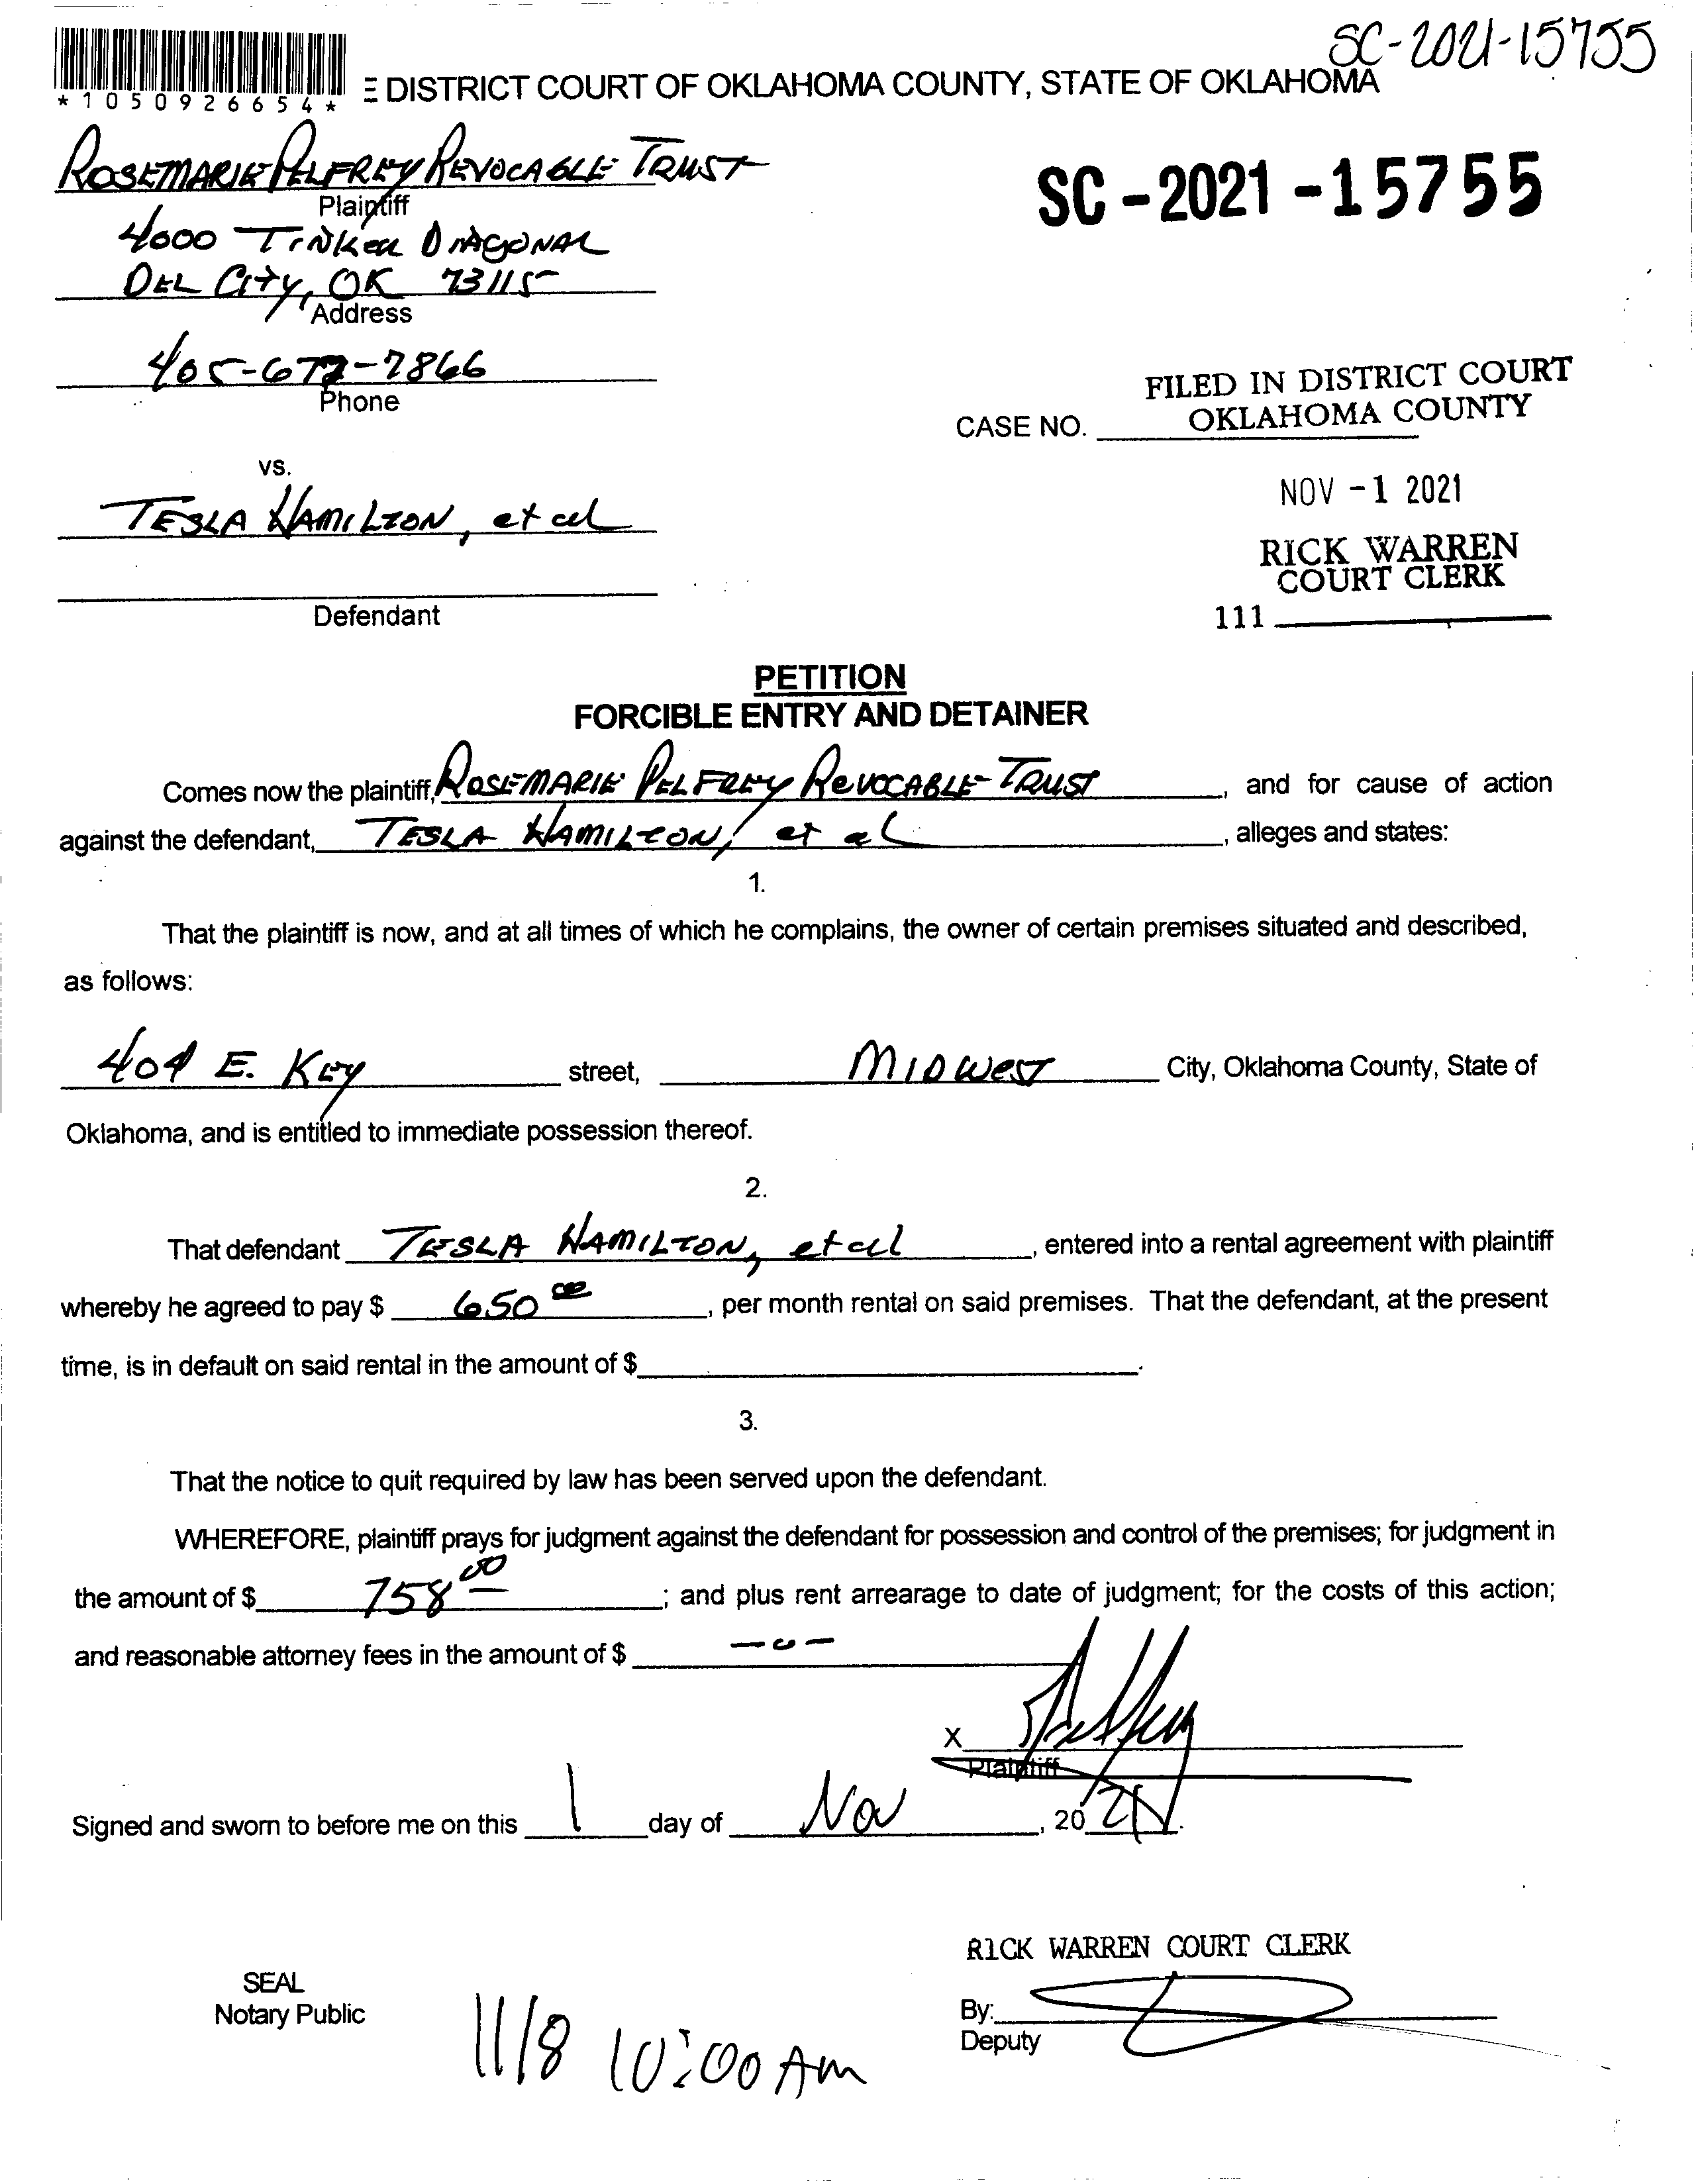 SC-2021-15755
*1050926654*
E DISTRICT COURT OF OKLAHOMA COUNTY, STATE OF OKLAHOMA
ROSEMARIE PELFREY REVOCABLE TRUST
Plaintiff
SC-2021-15755
4000 TINKER DIAGONAL
DEL CITY, OK 73115
Address
405-677-7866
Phone
FILED IN DISTRICT COURT
OKLAHOMA COUNTY
CASE NO.
vs.
NOV -1 2021
TESLA HAMILTON, et al
RICK WARREN
COURT CLERK
Defendant
111
PETITION
FORCIBLE ENTRY AND DETAINER
Comes now the plaintiff, ROSEMARIE PELFREY REVOCABLE TRUST, and for cause of action
against the defendant, TESLA HAMILTON, et al, alleges and states:
1.
That the plaintiff is now, and at all times of which he complains, the owner of certain premises situated and described,
as follows:
404 E. KEY street, MIDWEST City, Oklahoma County, State of
Oklahoma, and is entitled to immediate possession thereof.
2.
That defendant TESLA HAMILTON, et al, entered into a rental agreement with plaintiff
whereby he agreed to pay $ 650 00, per month rental on said premises. That the defendant, at the present
time, is in default on said rental in the amount of $ .
3.
That the notice to quit required by law has been served upon the defendant.
WHEREFORE, plaintiff prays for judgment against the defendant for possession and control of the premises; for judgment in
the amount of $ 758 00; and plus rent arrearage to date of judgment; for the costs of this action;
and reasonable attorney fees in the amount of $ -0-
X
Plaintiff
Signed and sworn to before me on this 1 day of Nov, 2021.
RICK WARREN COURT CLERK
SEAL
Notary Public
By:
Deputy
11/8 10:00 AM